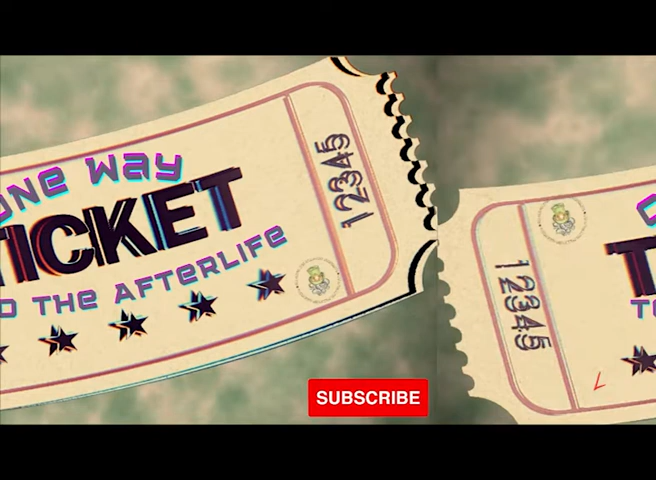 ONE WAY
TICKET
TO THE AFTERLIFE
12345
SUBSCRIBE
12345